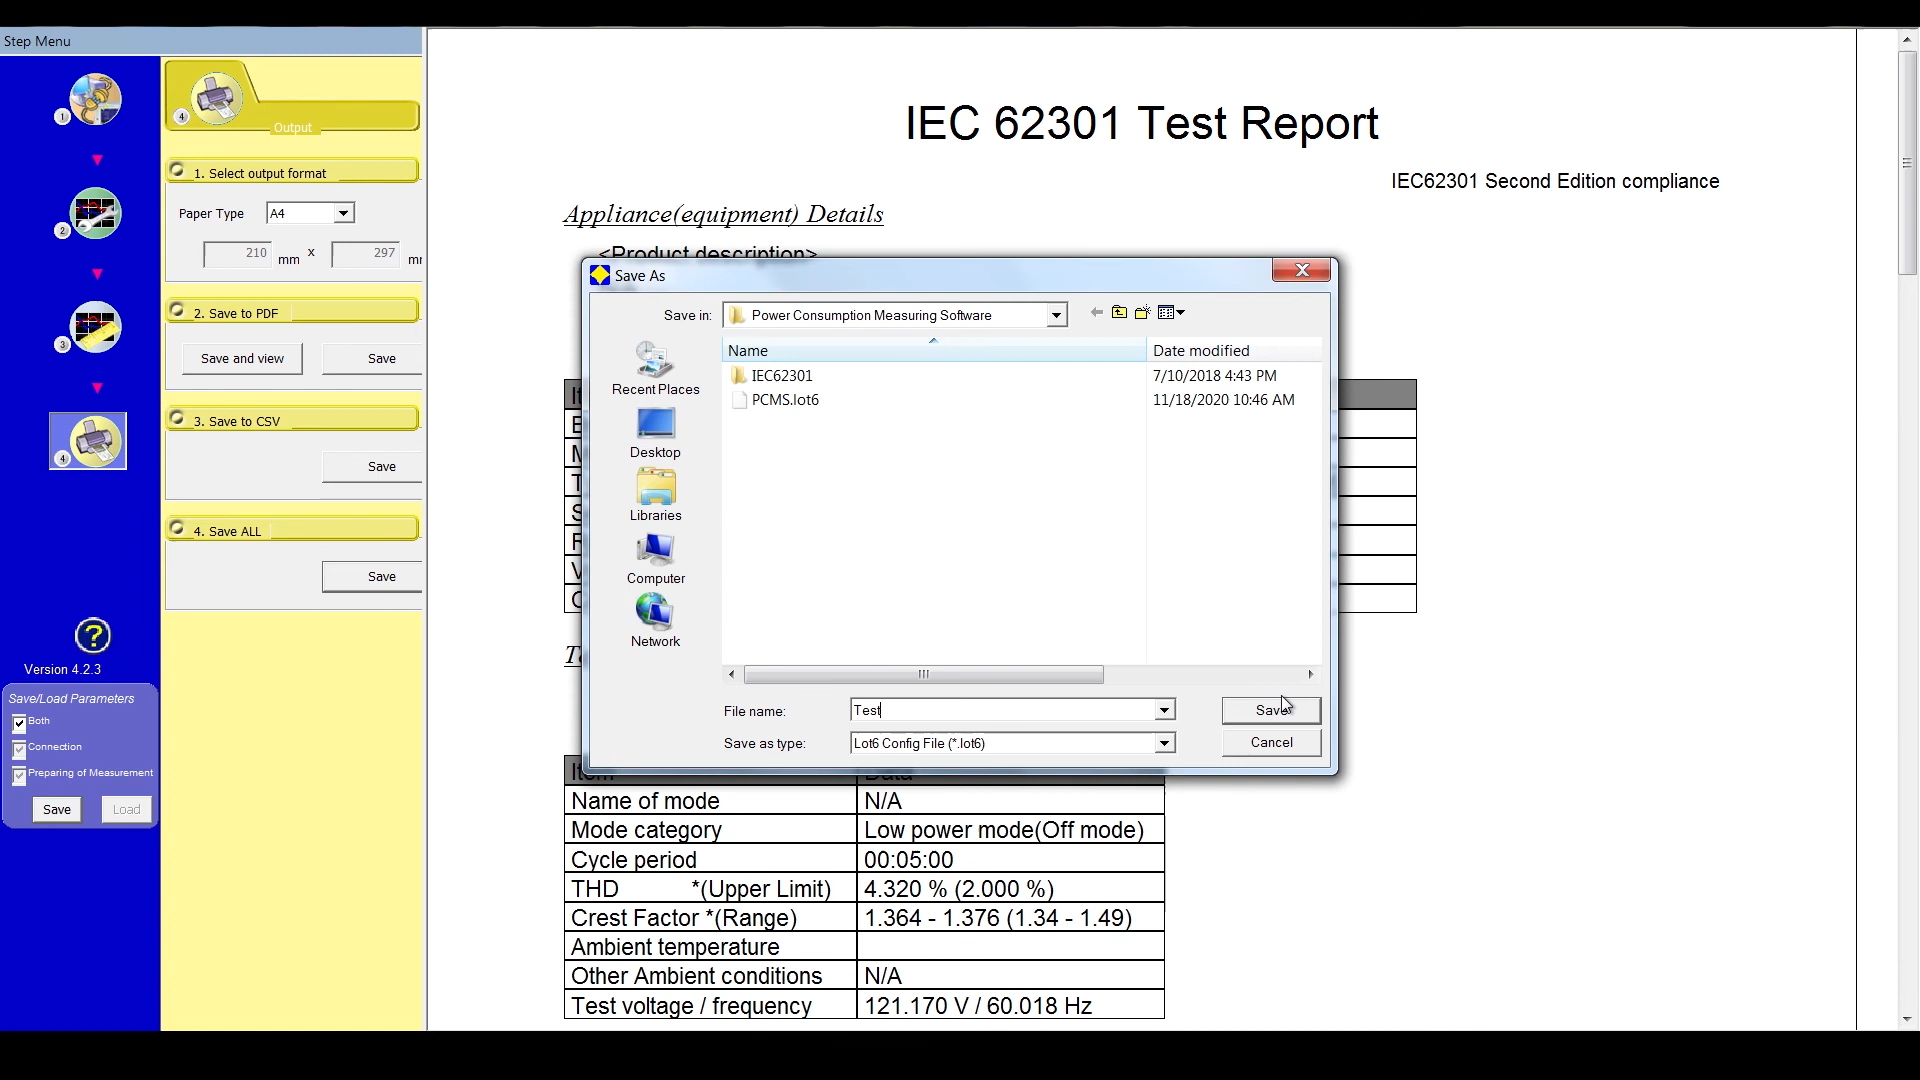 Step Menu
1
2
3
4
Version 4.2.3
Save/Load Parameters
Both
Connection
Preparing of Measurement
Save
Load
4
Output
1. Select output format
Paper Type
A4
210
mm
x
297
2. Save to PDF
Save and view
Save
3. Save to CSV
Save
4. Save ALL
Save
IEC 62301 Test Report
IEC62301 Second Edition compliance
Appliance(equipment) Details
<Product description>
Save As
Save in:
Power Consumption Measuring Software
Name
Date modified
IEC62301
7/10/2018 4:43 PM
PCMS.lot6
11/18/2020 10:46 AM
Recent Places
Desktop
Libraries
Computer
Network
File name:
Test
Save
Save as type:
Lot6 Config File (*.lot6)
Cancel
Item Data
Name of mode N/A
Mode category Low power mode(Off mode)
Cycle period 00:05:00
THD *(Upper Limit) 4.320 % (2.000 %)
Crest Factor *(Range) 1.364 - 1.376 (1.34 - 1.49)
Ambient temperature
Other Ambient conditions N/A
Test voltage / frequency 121.170 V / 60.018 Hz